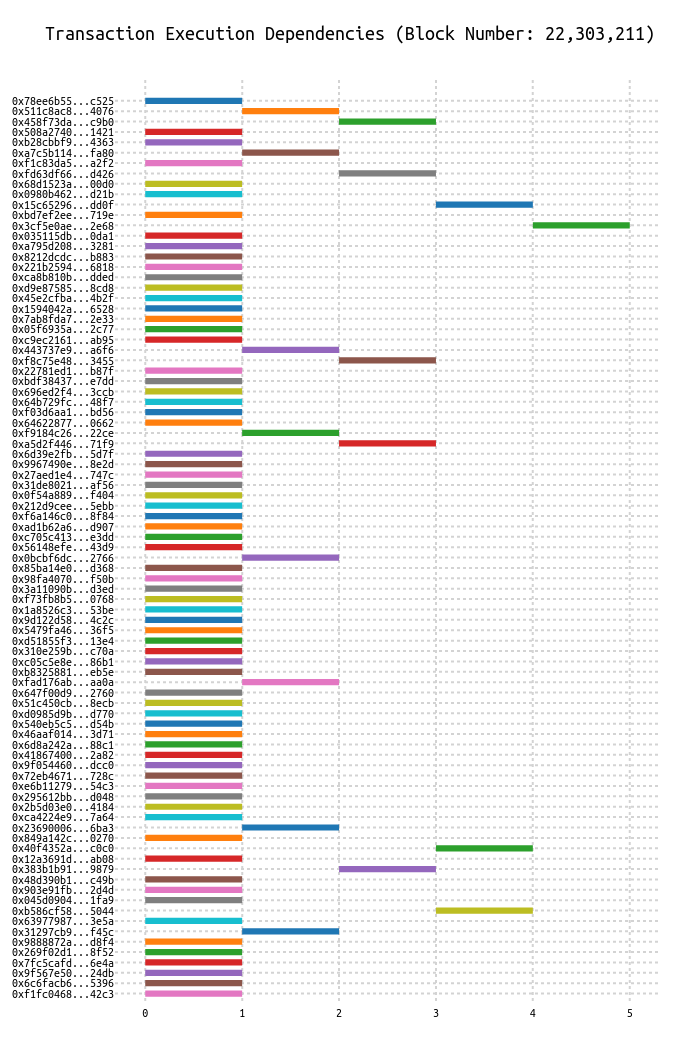 Transaction Execution Dependencies (Block Number: 22,303,211)
0x78ee6b55...c525
0x511c8ac8...4076
0x458f73da...c9b0
0x508a2740...1421
0xb28cbbf9...4363
0xa7c5b114...fa80
0xf1c83da5...a2f2
0xfd63df66...d426
0x68d1523a...00d0
0x0980b462...d21b
0x15c65296...dd0f
0xbd7ef2ee...719e
0x3cf5e0ae...2e68
0x035115db...0da1
0xa795d208...3281
0x8212dcdc...b883
0x221b2594...6818
0xca8b810b...dded
0xd9e87585...8cd8
0x45e2cfba...4b2f
0x1594042a...6528
0x7ab8fda7...2e33
0x05f6935a...2c77
0xc9ec2161...ab95
0x443737e9...a6f6
0xf8c75e48...3455
0x22781ed1...b87f
0xbdf38437...e7dd
0x696ed2f4...3ccb
0x64b729fc...48f7
0xf03d6aa1...bd56
0x64622877...0662
0xf9184c26...22ce
0xa5d2f446...71f9
0x6d39e2fb...5d7f
0x9967490e...8e2d
0x27aed1e4...747c
0x31de8021...af56
0x0f54a889...f404
0x212d9cee...5ebb
0xf6a146c0...8f84
0xad1b62a6...d907
0xc705c413...e3dd
0x56148efe...43d9
0x0bcbf6dc...2766
0x85ba14e0...d368
0x98fa4070...f50b
0x3a11090b...d3ed
0xf73fb8b5...0768
0x1a8526c3...53be
0x9d122d58...4c2c
0x5479fa46...36f5
0xd51855f3...13e4
0x310e259b...c70a
0xc05c5e8e...86b1
0xb8325881...eb5e
0xfad176ab...aa0a
0x647f00d9...2760
0x51c450cb...8ecb
0xd0985d9b...d770
0x540eb5c5...d54b
0x46aaf014...3d71
0x6d8a242a...88c1
0x41867400...2a82
0x9f054460...dcc0
0x72eb4671...728c
0xe6b11279...54c3
0x295612bb...d048
0x2b5d03e0...4184
0xca4224e9...7a64
0x23690006...6ba3
0x849a142c...0270
0x40f4352a...c0c0
0x12a3691d...ab08
0x383b1b91...9879
0x48d390b1...c49b
0x903e91fb...2d4d
0x045d0904...1fa9
0xb586cf58...5044
0x63977987...3e5a
0x31297cb9...f45c
0x9888872a...d8f4
0x269f02d1...8f52
0x7fc5cafd...6e4a
0x9f567e50...24db
0x6c6facb6...5396
0xf1fc0468...42c3
0 1 2 3 4 5